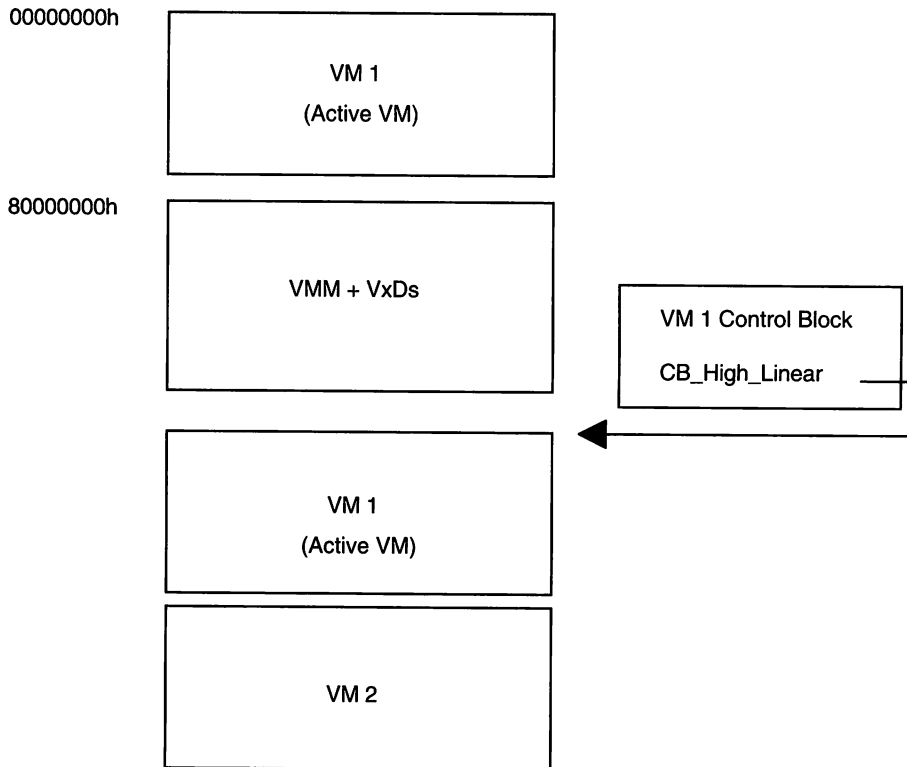 00000000h
VM 1
(Active VM)
80000000h
VMM + VxDs
VM 1 Control Block
CB_High_Linear
VM 1
(Active VM)
VM 2